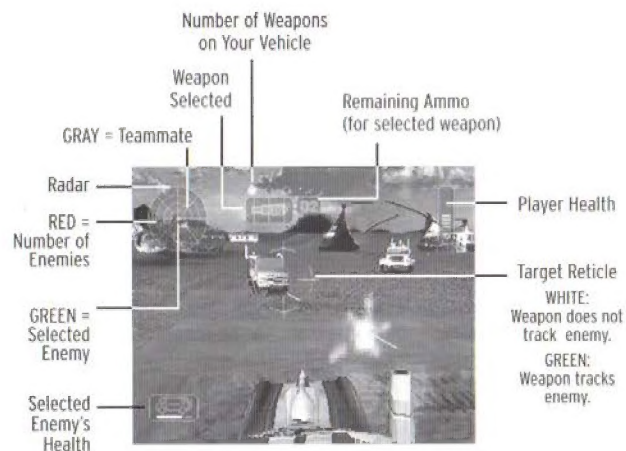 Number of Weapons
on Your Vehicle
Weapon
Selected
Remaining Ammo
(for selected weapon)
GRAY = Teammate
Radar
RED =
Number of
Enemies
GREEN =
Selected
Enemy
Selected
Enemy's
Health
Player Health
Target Reticle
WHITE:
Weapon does not
track enemy.
GREEN:
Weapon tracks
enemy.